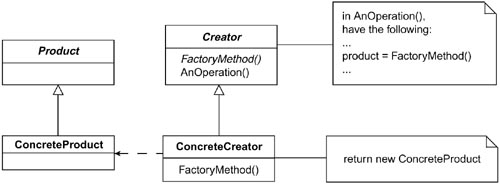 Product
Creator
FactoryMethod()
AnOperation()
in AnOperation(),
have the following:
...
product = FactoryMethod()
...
ConcreteProduct
ConcreteCreator
FactoryMethod()
return new ConcreteProduct